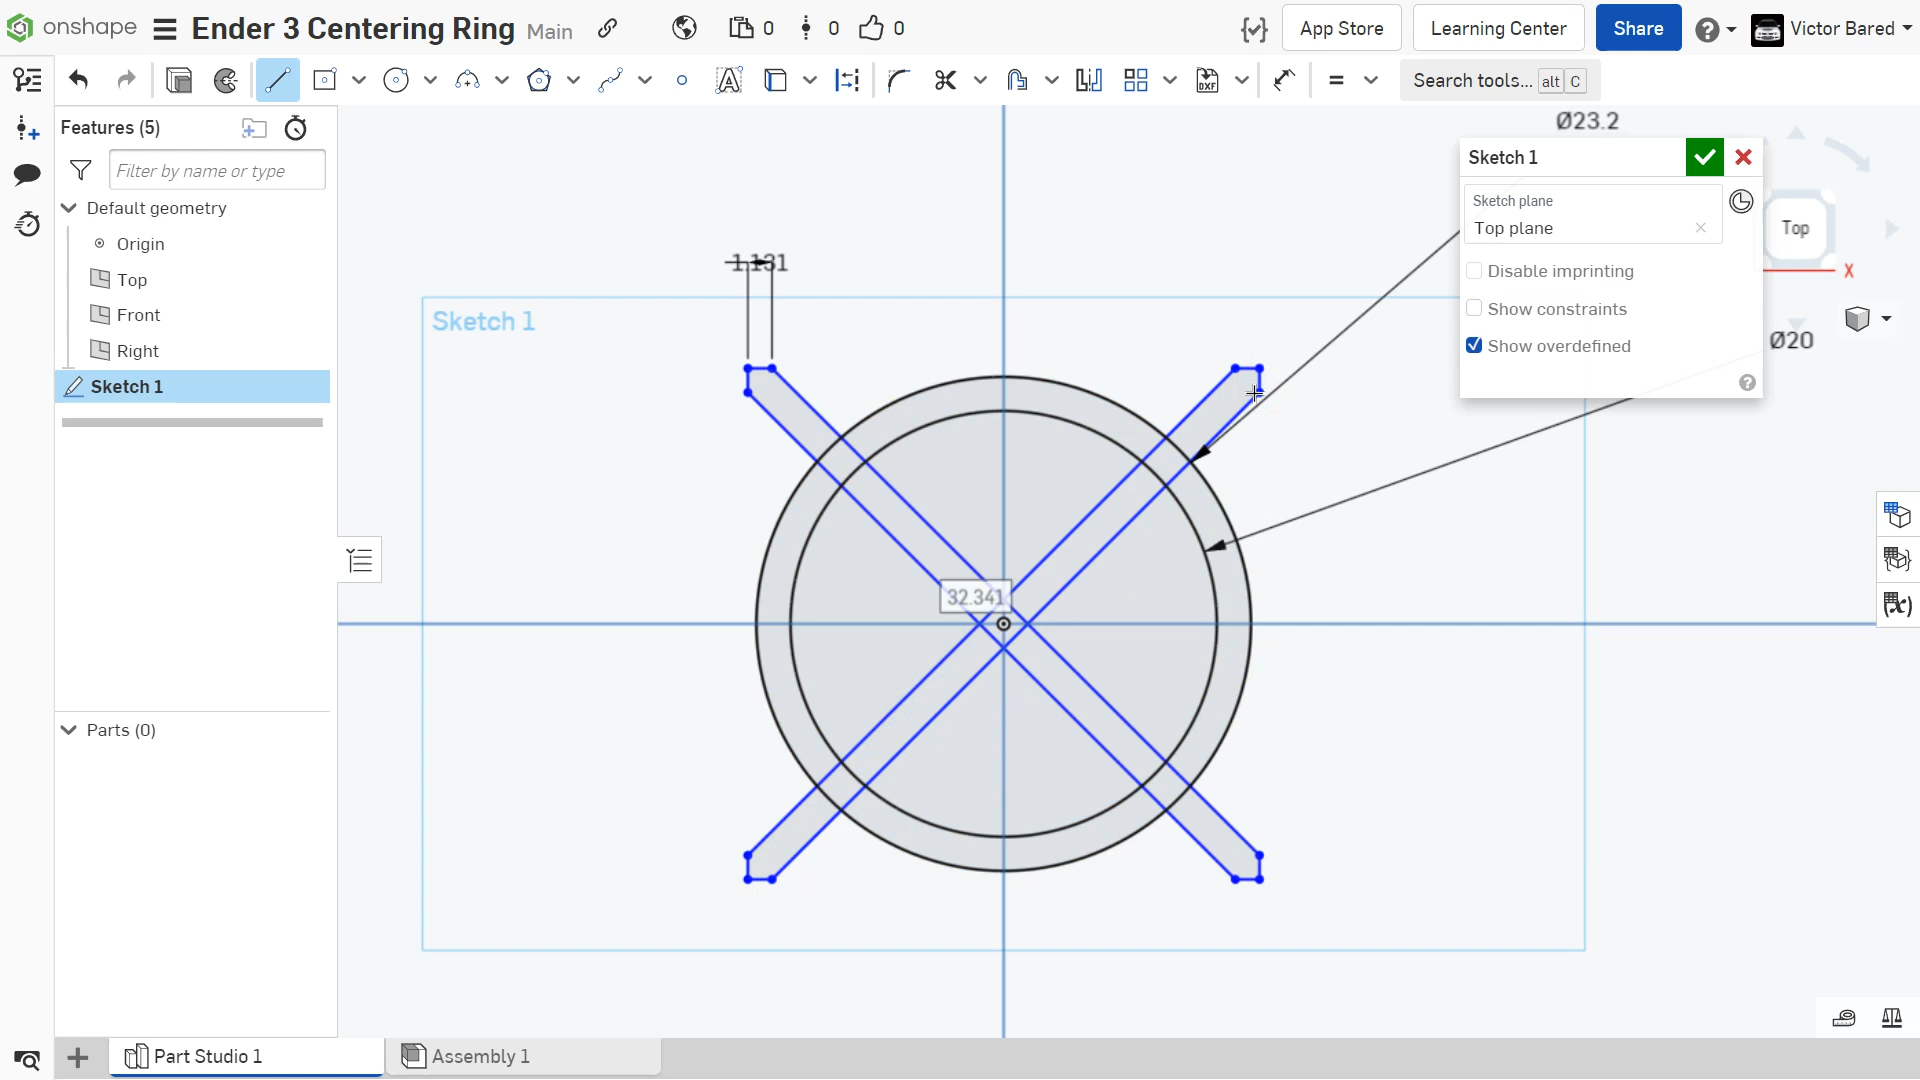 onshape
Ender 3 Centering Ring
Main
0
0
0
App Store
Learning Center
Share
Victor Bared
DXF
Search tools...
alt
C
Features (5)
Filter by name or type
Default geometry
Origin
Top
Front
Right
Sketch 1
Parts (0)
Ø23.2
Sketch 1
Sketch plane
Top plane
Disable imprinting
Show constraints
Show overdefined
Top
X
Ø20
1.131
Sketch 1
32.341
Part Studio 1
Assembly 1